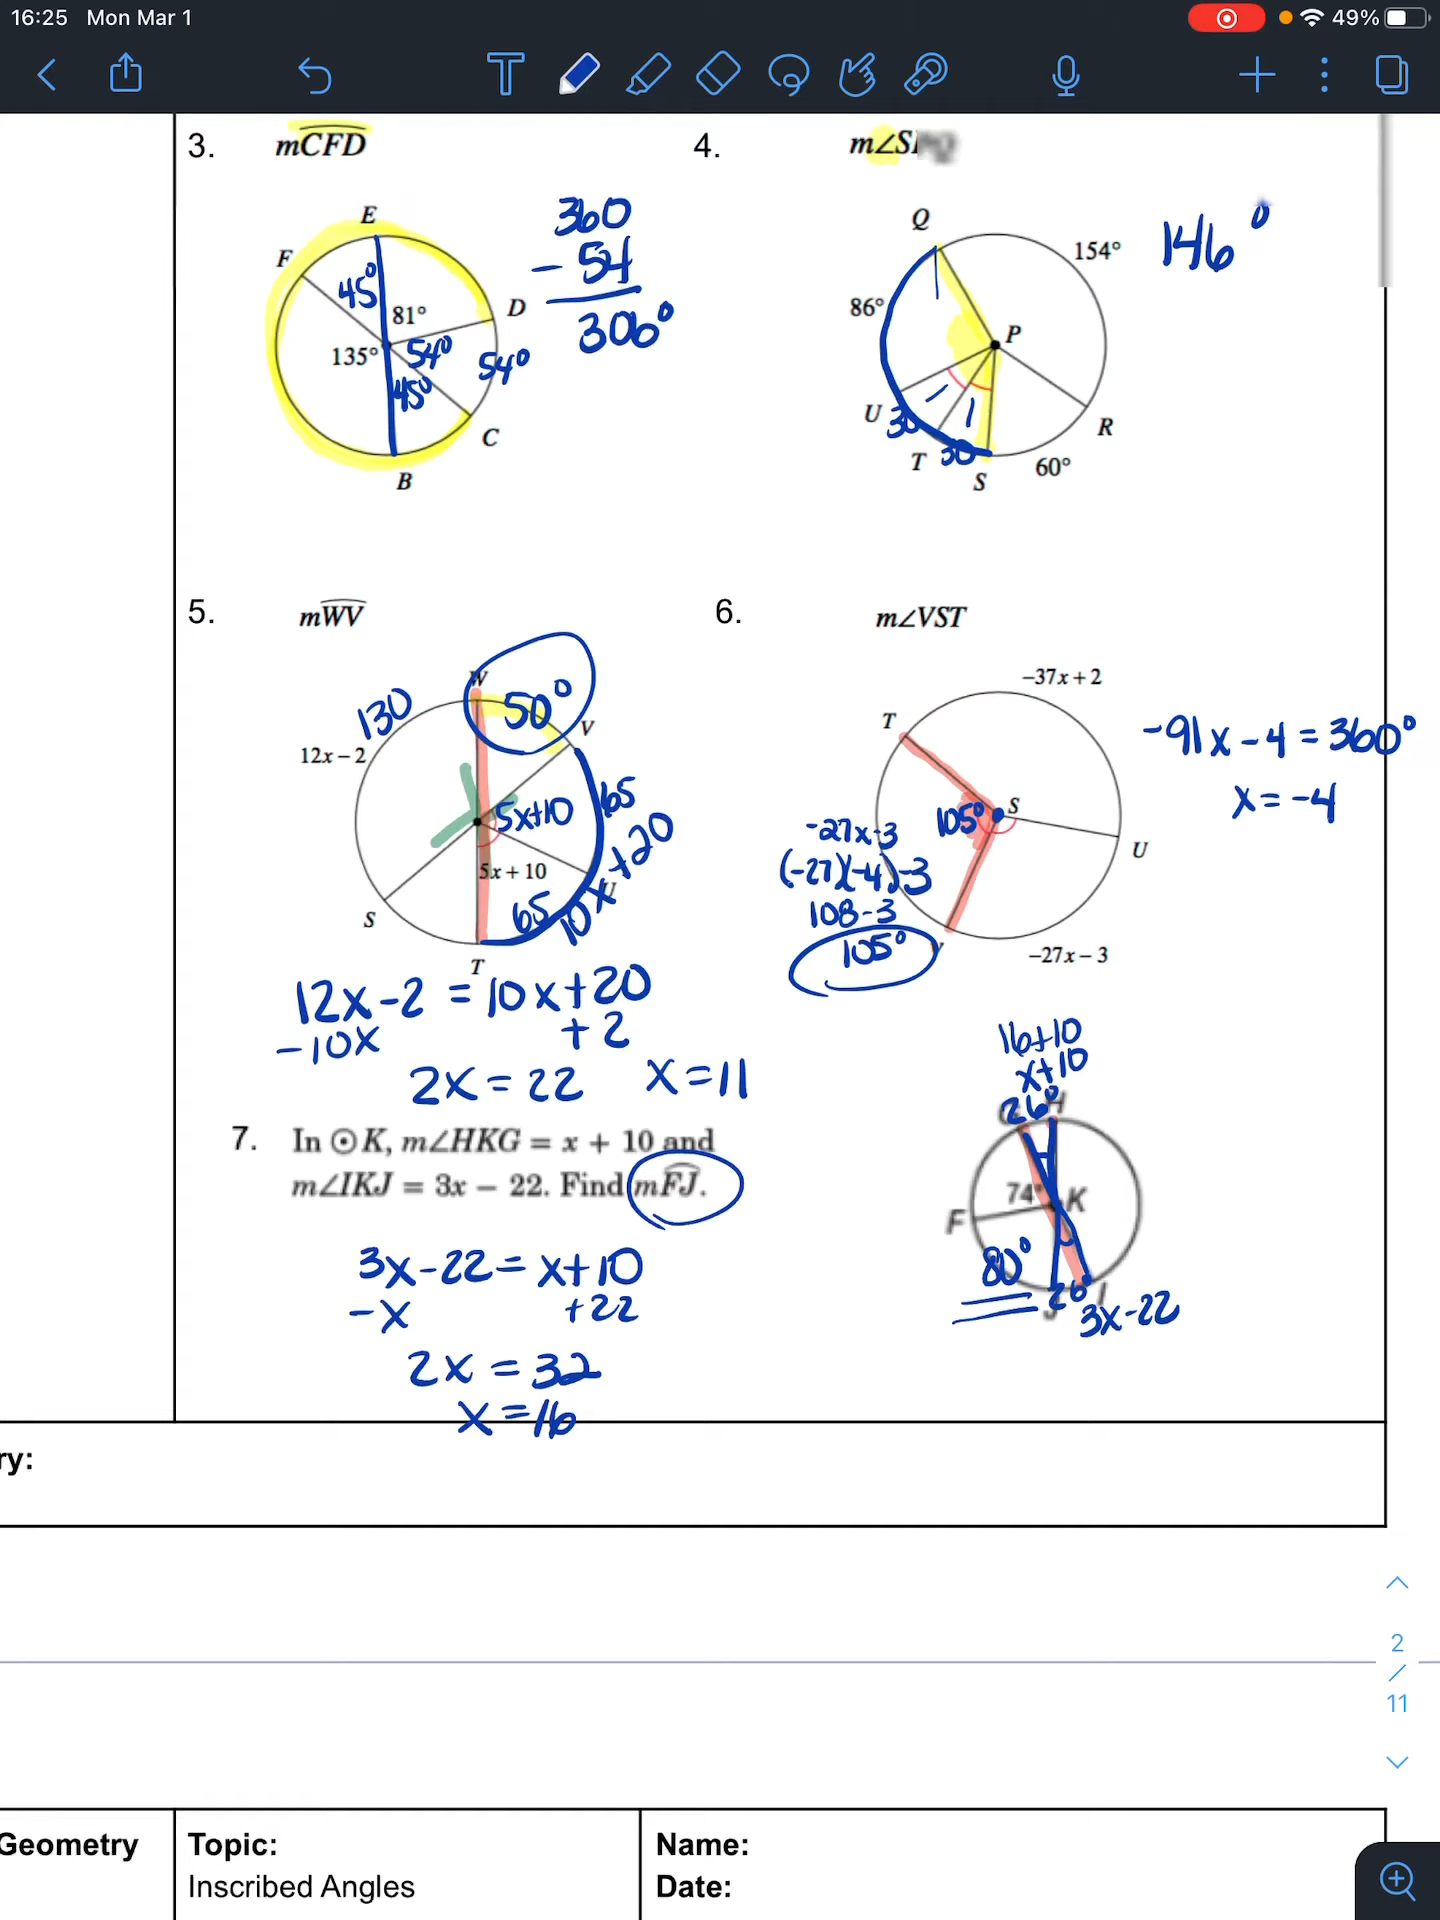 16:25 Mon Mar 1
49%
T
3. mCFD
E
F
45°
81°
D
135°
54°
54°
45°
C
B
360
- 54
306°
4. m∠S
Q
154°
86°
P
U
30
T
30
S
R
60°
146°
5. mWV
W
50°
130
V
12x - 2
65
5x+10
10x+20
5x + 10
U
65
S
T
12x-2 = 10x+20
-10x +2
2x = 22 x=11
6. m∠VST
-37x + 2
T
105°
S
U
V
-27x - 3
-91x - 4 = 360°
x = -4
-27x-3
(-27)(-4)-3
108-3
105°
7. In ⊙K, m∠HKG = x + 10 and
m∠IKJ = 3x − 22. Find mFJ.
3x-22 = x+10
-x +22
2x = 32
x = 16
16+10
x+10
26°
G
H
74°
K
F
80°
26
J
I
3x-22
ry:
2
/
11
Geometry
Topic:
Inscribed Angles
Name:
Date: